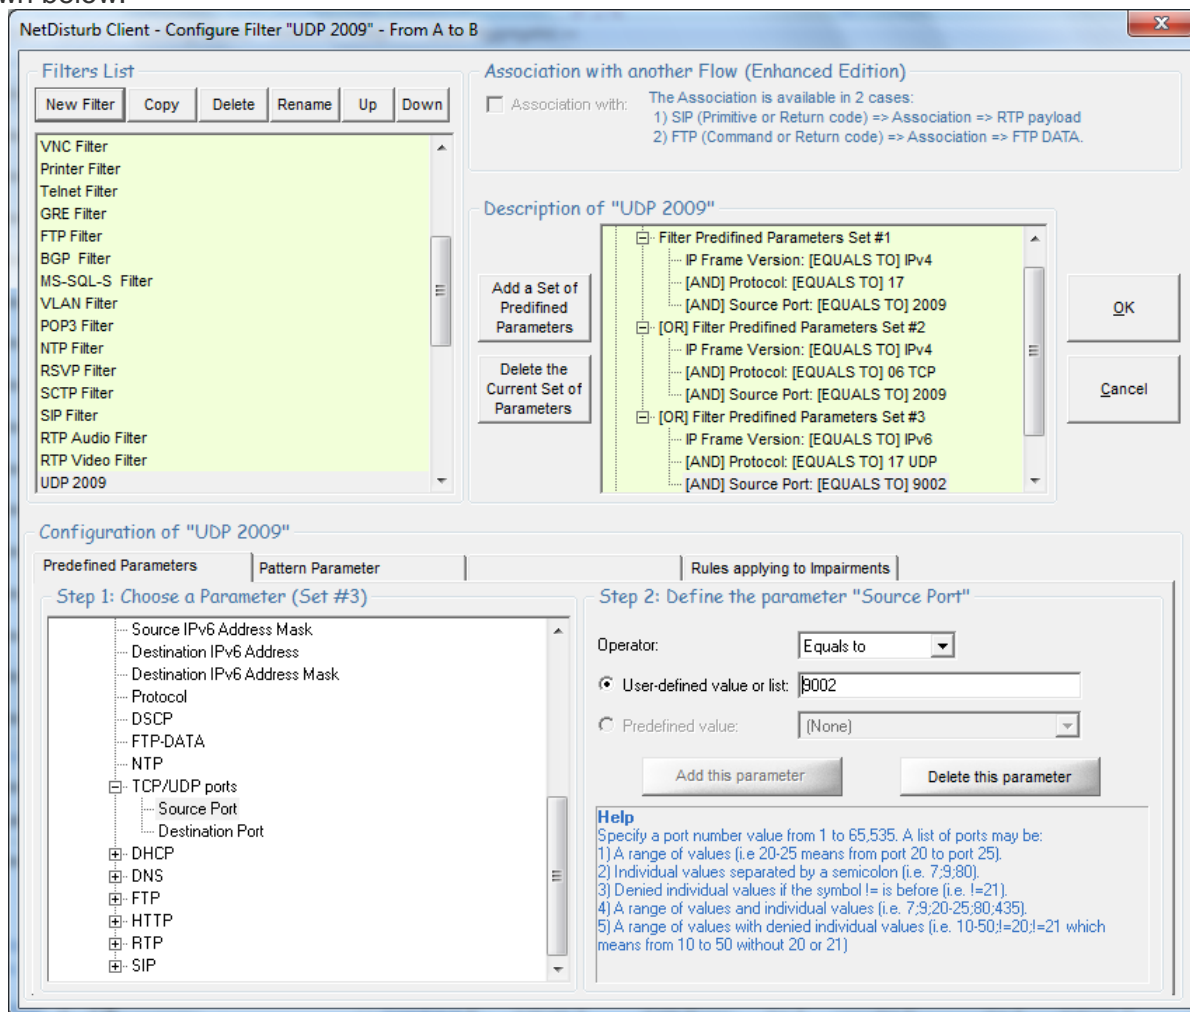 wn below.
NetDisturb Client - Configure Filter "UDP 2009" - From A to B
Filters List
New Filter Copy Delete Rename Up Down
VNC Filter
Printer Filter
Telnet Filter
GRE Filter
FTP Filter
BGP Filter
MS-SQL-S Filter
VLAN Filter
POP3 Filter
NTP Filter
RSVP Filter
SCTP Filter
SIP Filter
RTP Audio Filter
RTP Video Filter
UDP 2009
Association with another Flow (Enhanced Edition)
Association with:
The Association is available in 2 cases:
1) SIP (Primitive or Return code) => Association => RTP payload
2) FTP (Command or Return code) => Association => FTP DATA.
Description of "UDP 2009"
Add a Set of
Predifined
Parameters
Delete the
Current Set of
Parameters
Filter Predifined Parameters Set #1
IP Frame Version: [EQUALS TO] IPv4
[AND] Protocol: [EQUALS TO] 17
[AND] Source Port: [EQUALS TO] 2009
[OR] Filter Predifined Parameters Set #2
IP Frame Version: [EQUALS TO] IPv4
[AND] Protocol: [EQUALS TO] 06 TCP
[AND] Source Port: [EQUALS TO] 2009
[OR] Filter Predifined Parameters Set #3
IP Frame Version: [EQUALS TO] IPv6
[AND] Protocol: [EQUALS TO] 17 UDP
[AND] Source Port: [EQUALS TO] 9002
OK
Cancel
Configuration of "UDP 2009"
Predefined Parameters Pattern Parameter Rules applying to Impairments
Step 1: Choose a Parameter (Set #3)
Source IPv6 Address Mask
Destination IPv6 Address
Destination IPv6 Address Mask
Protocol
DSCP
FTP-DATA
NTP
TCP/UDP ports
Source Port
Destination Port
DHCP
DNS
FTP
HTTP
RTP
SIP
Step 2: Define the parameter "Source Port"
Operator: Equals to
User-defined value or list: 9002
Predefined value: (None)
Add this parameter Delete this parameter
Help
Specify a port number value from 1 to 65,535. A list of ports may be:
1) A range of values (i.e 20-25 means from port 20 to port 25).
2) Individual values separated by a semicolon (i.e. 7;9;80).
3) Denied individual values if the symbol != is before (i.e. !=21).
4) A range of values and individual values (i.e. 7;9;20-25;80;435).
5) A range of values with denied individual values (i.e. 10-50;!=20;!=21 which
means from 10 to 50 without 20 or 21)